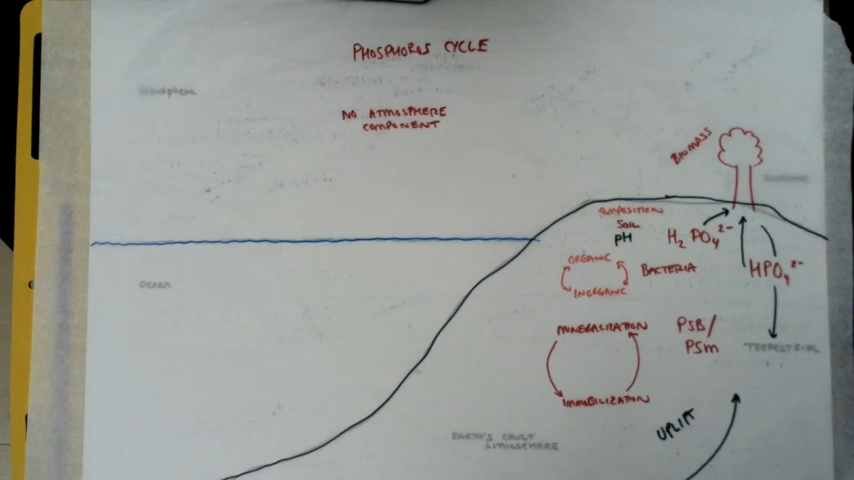 PHOSPHOROS CYCLE
NO ATMOSPHERE
COMPONENT
BIOMASS
COMPOSITION
SOIL
pH
H2PO4 2-
ORGANIC
INORGANIC
BACTERIA
HPO4 2-
MINERALIZATION
IMMOBILIZATION
PSB/
PSM
TERRESTRIAL
OCEAN
EARTH'S CRUST
LITHOSPHERE
UPLIFT